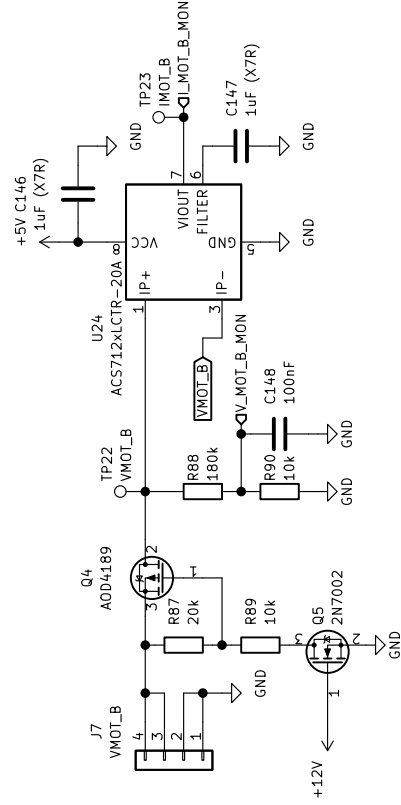 J7
VMOT_B
4
3
2
1
GND
Q4
AOD4189
3
2
1
R87
20k
R89
10k
Q5
2N7002
3
2
1
+12V
GND
TP22
VMOT_B
R88
180k
R90
10k
GND
V_MOT_B_MON
C148
100nF
GND
VMOT_B
U24
ACS712xLCTR-20A
1
IP+
3
IP-
8
VCC
5
GND
7
VIOUT
6
FILTER
+5V
C146
1uF (X7R)
GND
GND
TP23
IMOT_B
I_MOT_B_MON
C147
1uF (X7R)
GND